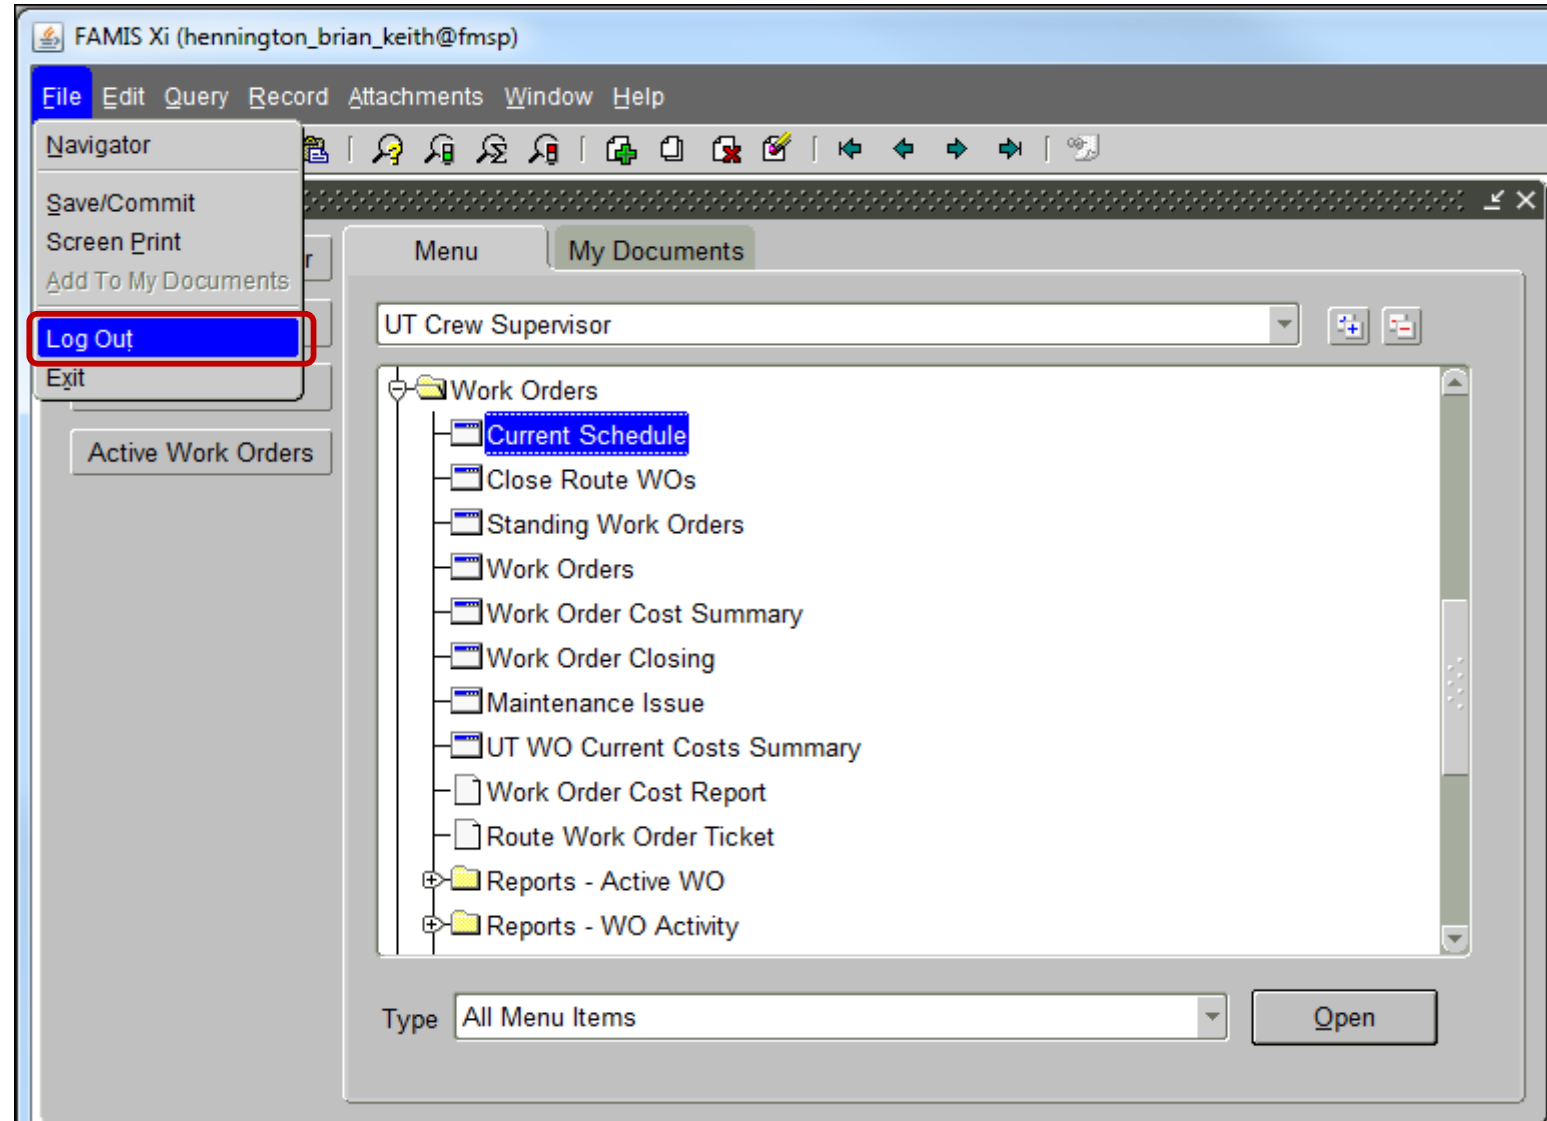 FAMIS Xi (hennington_brian_keith@fmsp)
File Edit Query Record Attachments Window Help
Navigator
Save/Commit
Screen Print
Add To My Documents
Log Out
Exit
Active Work Orders
Menu My Documents
UT Crew Supervisor
Work Orders
Current Schedule
Close Route WOs
Standing Work Orders
Work Orders
Work Order Cost Summary
Work Order Closing
Maintenance Issue
UT WO Current Costs Summary
Work Order Cost Report
Route Work Order Ticket
Reports - Active WO
Reports - WO Activity
Type All Menu Items Open